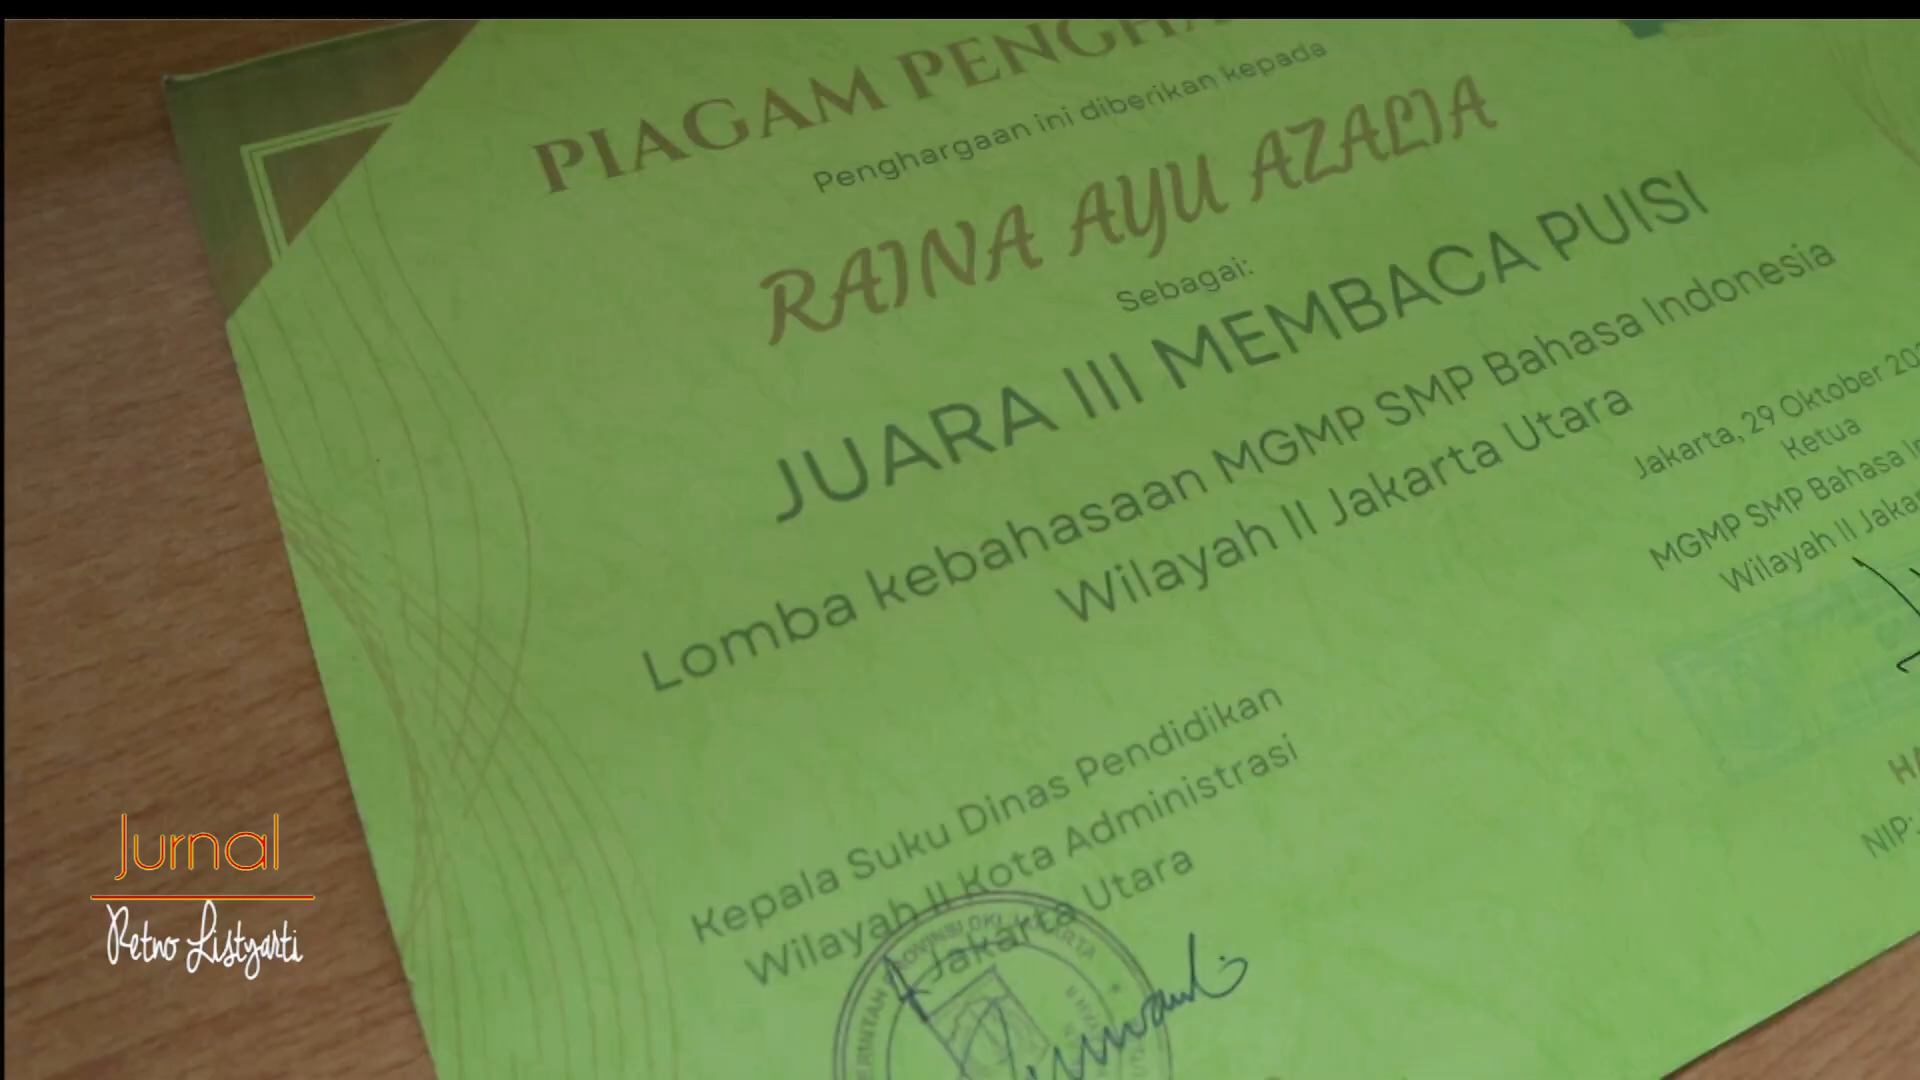 PIAGAM
Penghargaan ini diberikan kepada
RAINA AYU AZALIA
Sebagai:
JUARA III MEMBACA PUISI
Lomba kebahasaan MGMP SMP Bahasa Indonesia
Wilayah II Jakarta Utara
Jakarta, 29 Oktober
Ketua
MGMP SMP Bahasa
Wilayah II
NIP:
Kepala Suku Dinas Pendidikan
Wilayah II Kota Administrasi
Jakarta Utara
Jurnal
Retno Listyarti